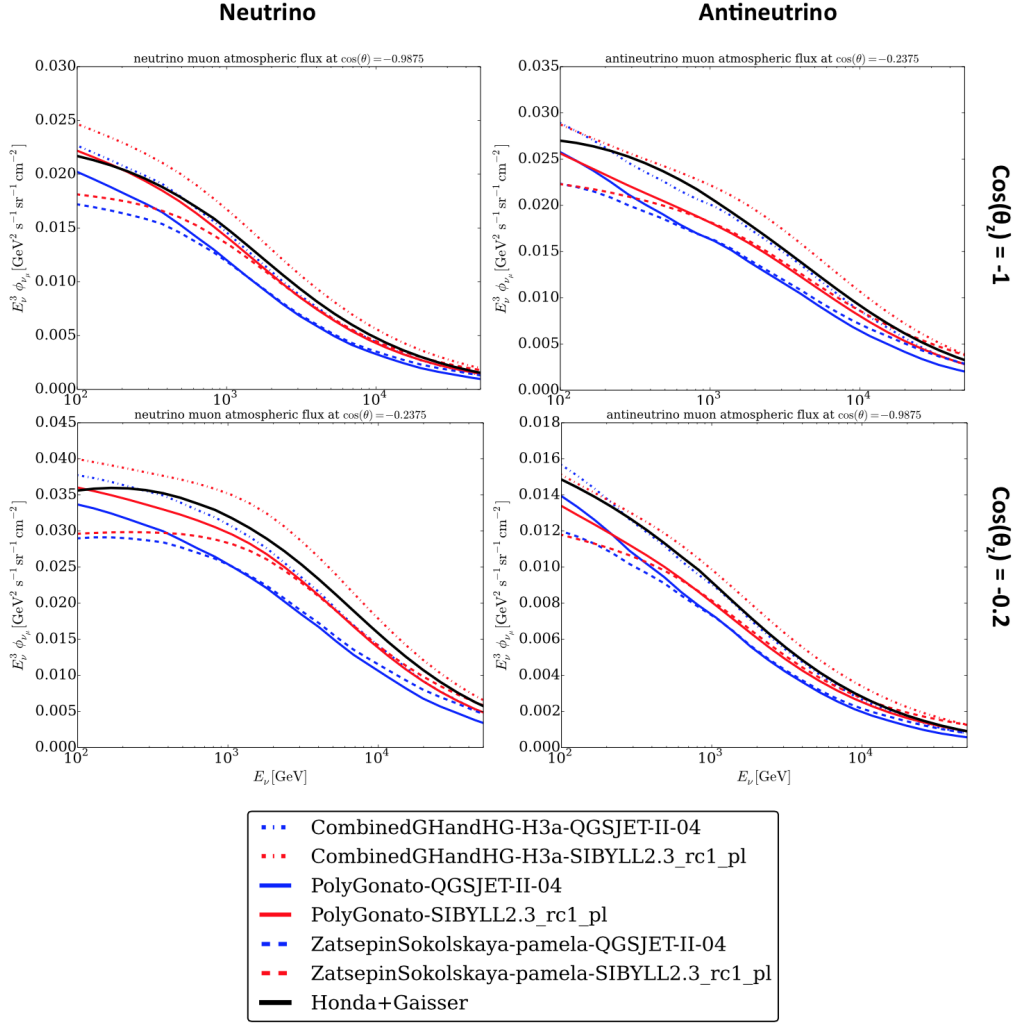 Neutrino
Antineutrino
neutrino muon atmospheric flux at cos(θ)=−0.9875
0.030
0.025
0.020
0.015
0.010
0.005
0.000
10²
10³
10⁴
E³ν φνμ [GeV² s⁻¹ sr⁻¹ cm⁻²]
antineutrino muon atmospheric flux at cos(θ)=−0.2375
0.035
0.030
0.025
0.020
0.015
0.010
0.005
0.000
10²
10³
10⁴
E³ν φνμ [GeV² s⁻¹ sr⁻¹ cm⁻²]
Cos(θz) = -1
neutrino muon atmospheric flux at cos(θ)=−0.2375
0.045
0.040
0.035
0.030
0.025
0.020
0.015
0.010
0.005
0.000
10²
10³
10⁴
E³ν φνμ [GeV² s⁻¹ sr⁻¹ cm⁻²]
Eν[GeV]
antineutrino muon atmospheric flux at cos(θ)=−0.9875
0.018
0.016
0.014
0.012
0.010
0.008
0.006
0.004
0.002
0.000
10²
10³
10⁴
E³ν φνμ [GeV² s⁻¹ sr⁻¹ cm⁻²]
Eν[GeV]
Cos(θz) = -0.2
CombinedGHandHG-H3a-QGSJET-II-04
CombinedGHandHG-H3a-SIBYLL2.3_rc1_pl
PolyGonato-QGSJET-II-04
PolyGonato-SIBYLL2.3_rc1_pl
ZatsepinSokolskaya-pamela-QGSJET-II-04
ZatsepinSokolskaya-pamela-SIBYLL2.3_rc1_pl
Honda+Gaisser